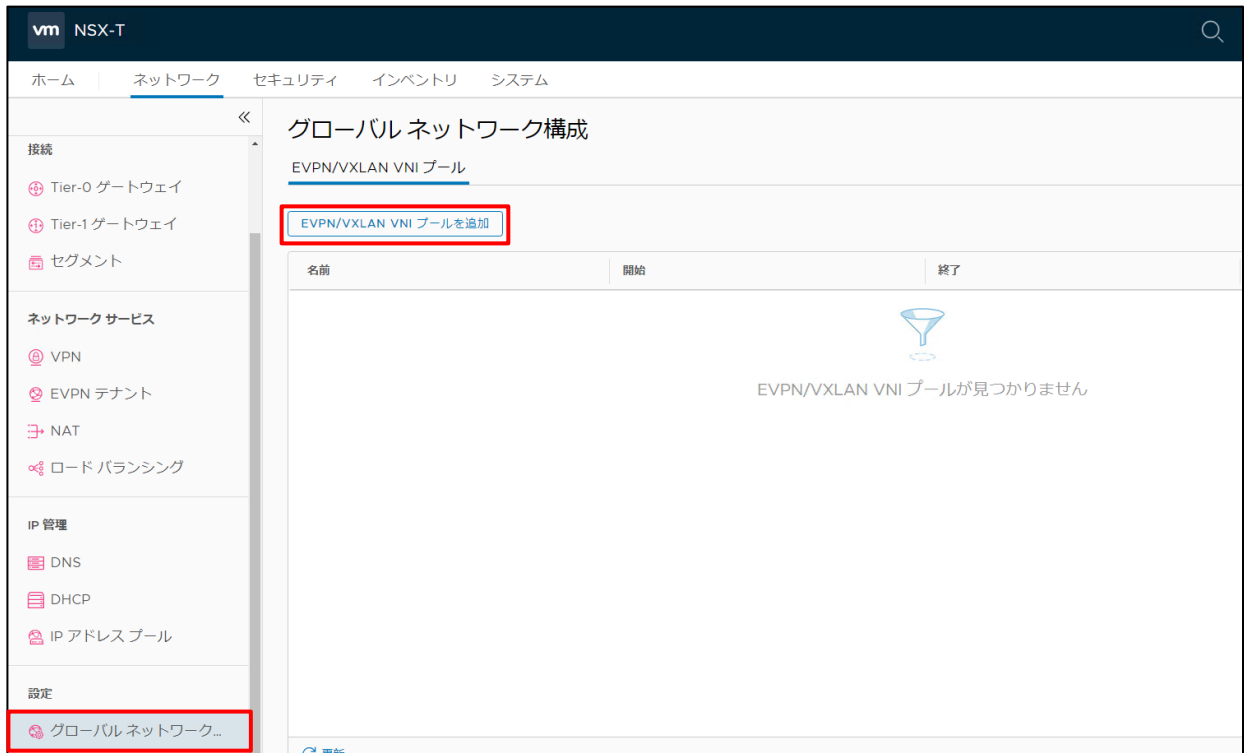 vm NSX-T
ホーム ネットワーク セキュリティ インベントリ システム
接続
Tier-0 ゲートウェイ
Tier-1 ゲートウェイ
セグメント
ネットワーク サービス
VPN
EVPN テナント
NAT
ロード バランシング
IP 管理
DNS
DHCP
IP アドレス プール
設定
グローバル ネットワーク...
グローバル ネットワーク構成
EVPN/VXLAN VNI プール
EVPN/VXLAN VNI プールを追加
名前 開始 終了
EVPN/VXLAN VNI プールが見つかりません
更新